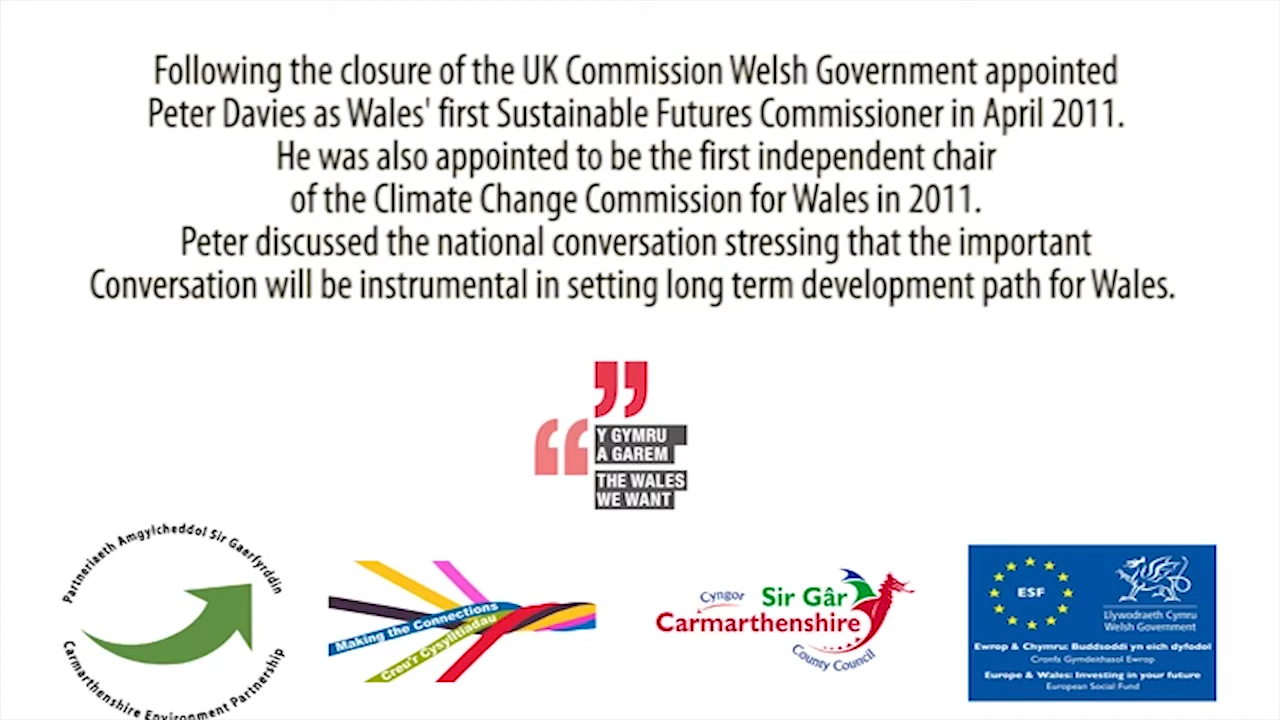 Following the closure of the UK Commission Welsh Government appointed
Peter Davies as Wales' first Sustainable Futures Commissioner in April 2011.
He was also appointed to be the first independent chair
of the Climate Change Commission for Wales in 2011.
Peter discussed the national conversation stressing that the important
Conversation will be instrumental in setting long term development path for Wales.
Y GYMRU
A GAREM
THE WALES
WE WANT
Partneriaeth Amgylcheddol Sir Gaerfyrddin
Carmarthenshire Environment Partnership
Making the Connections
Creu'r Cysylltiadau
Cyngor
Sir Gâr
Carmarthenshire
County Council
ESF
Llywodraeth Cymru
Welsh Government
Ewrop & Chymru: Buddsoddi yn eich dyfodol
Cronfa Gymdeithasol Ewrop
Europe & Wales: Investing in your future
European Social Fund